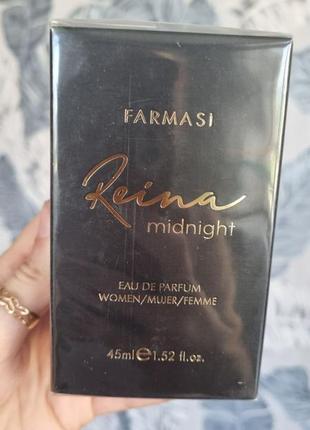 FARMASI
Reina
midnight
EAU DE PARFUM
WOMEN/MUJER/FEMME
45ml℮1.52 fl.oz.